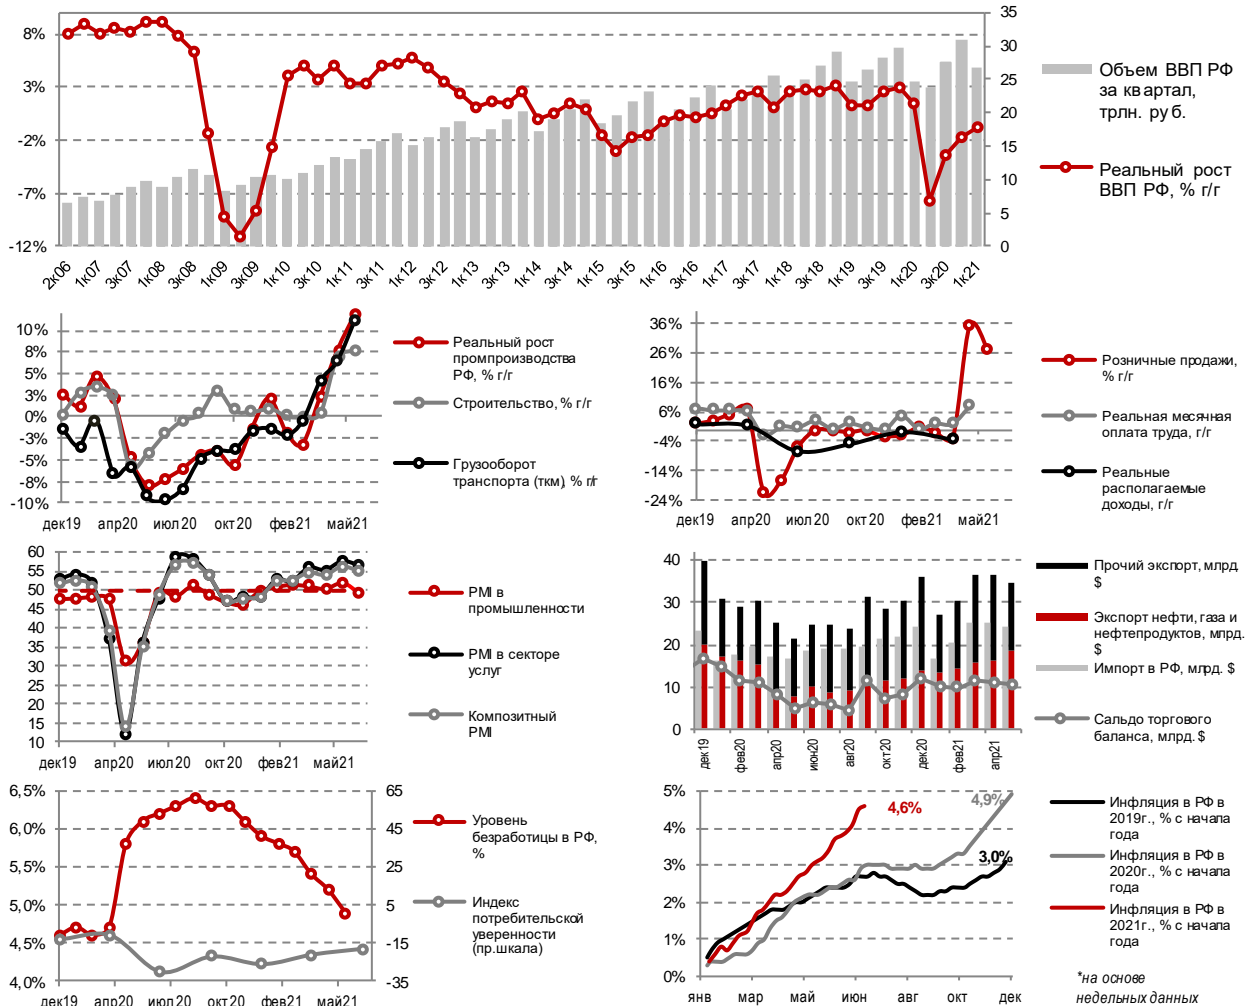 8%
3%
-2%
-7%
-12%
35
30
25
20
15
10
5
0
2к06
1к07
3к07
1к08
3к08
1к09
3к09
1к10
3к10
1к11
3к11
1к12
3к12
1к13
3к13
1к14
3к14
1к15
3к15
1к16
3к16
1к17
3к17
1к18
3к18
1к19
3к19
1к20
3к20
1к21
Объем ВВП РФ
за квартал,
трлн. руб.
Реальный рост
ВВП РФ, % г/г
10%
8%
5%
3%
0%
-3%
-5%
-8%
-10%
дек19 апр20 июл20 окт20 фев21 май21
Реальный рост
промпроизводства
РФ, % г/г
Строительство, % г/г
Грузооборот
транспорта (ткм), % г/г
36%
26%
16%
6%
-4%
-14%
-24%
дек19 апр20 июл20 окт20 фев21 май21
Розничные продажи,
% г/г
Реальная месячная
оплата труда, г/г
Реальные
располагаемые
доходы, г/г
60
55
50
45
40
35
30
25
20
15
10
дек19 апр20 июл20 окт20 фев21 май21
PMI в
промышленности
PMI в секторе
услуг
Композитный
PMI
40
30
20
10
0
дек19
фев20
апр20
июн20
авг20
окт20
дек20
фев21
апр21
Прочий экспорт, млрд.
$
Экспорт нефти, газа и
нефтепродуктов, млрд.
$
Импорт в РФ, млрд. $
Сальдо торгового
баланса, млрд. $
6,5%
6,0%
5,5%
5,0%
4,5%
4,0%
65
45
25
5
-15
-35
дек19 апр20 июл20 окт20 фев21 май21
Уровень
безработицы в РФ,
%
Индекс
потребительской
уверенности
(пр.шкала)
5%
4%
3%
2%
1%
0%
4,6%
4,9%
3,0%
янв мар май июн авг окт дек
Инфляция в РФ в
2019г., % с начала
года
Инфляция в РФ в
2020г., % с начала
года
Инфляция в РФ в
2021г., % с начала
года
*на основе
недельных данных